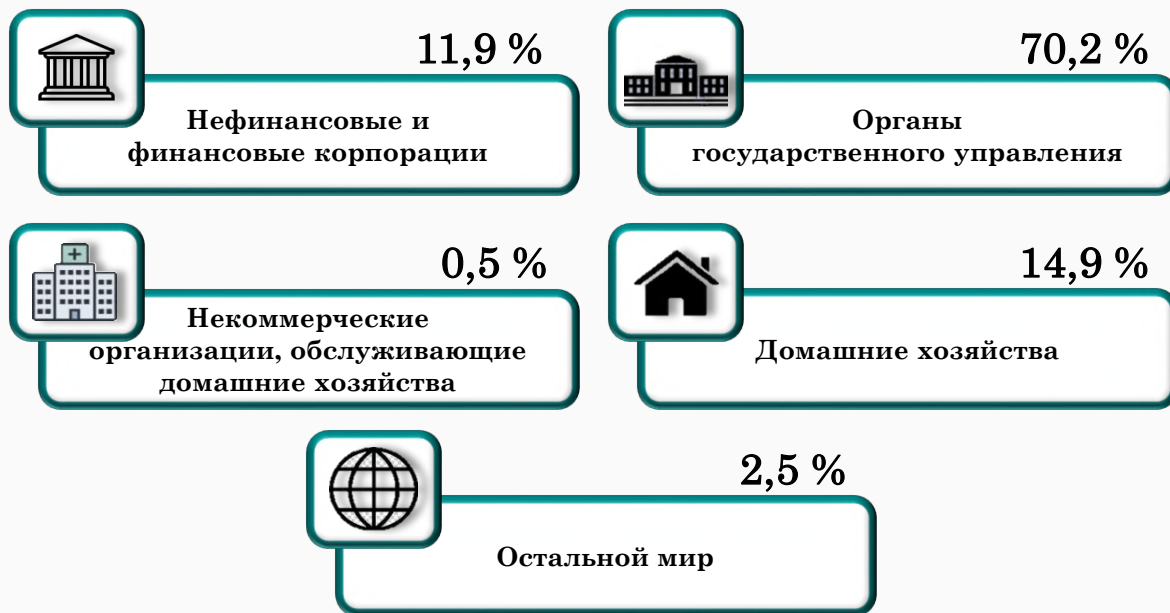 11,9 %
Нефинансовые и
финансовые корпорации
70,2 %
Органы
государственного управления
0,5 %
Некоммерческие
организации, обслуживающие
домашние хозяйства
14,9 %
Домашние хозяйства
2,5 %
Остальной мир